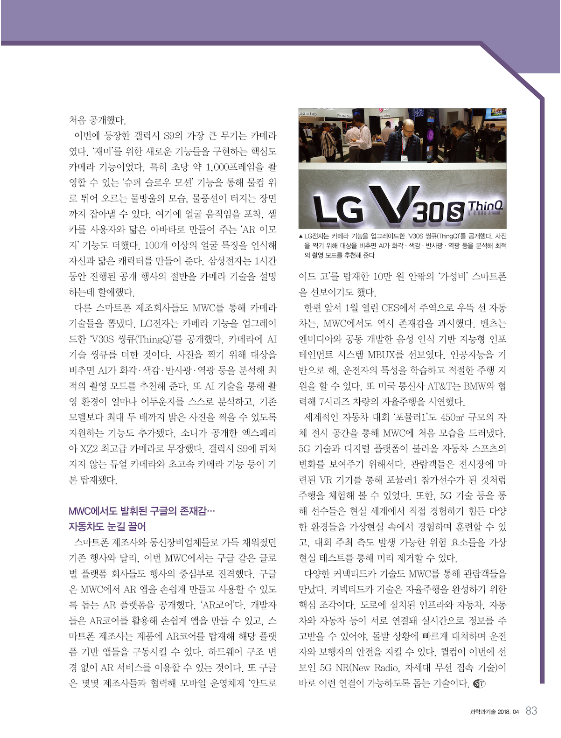 처음 공개했다.
이번에 등장한 갤럭시 S9의 가장 큰 무기는 카메라
였다. '재미'를 위한 새로운 기능들을 구현하는 핵심도
카메라 기능이었다. 특히 초당 약 1,000프레임을 촬
영할 수 있는 '슈퍼 슬로우 모션' 기능을 통해 물컵 위
로 튀어 오르는 물방울의 모습, 물풍선이 터지는 장면
까지 잡아낼 수 있다. 여기에 얼굴 움직임을 포착, 셀
카를 사용자와 닮은 아바타로 만들어 주는 'AR 이모
지' 기능도 더했다. 100개 이상의 얼굴 특징을 인식해
자신과 닮은 캐릭터를 만들어 준다. 삼성전자는 1시간
동안 진행된 공개 행사의 절반을 카메라 기술을 설명
하는데 할애했다.
다른 스마트폰 제조회사들도 MWC를 통해 카메라
기술들을 뽐냈다. LG전자는 카메라 기능을 업그레이
드한 'V30S 씽큐(ThingQ)'를 공개했다. 카메라에 AI
기술 씽큐를 더한 것이다. 사진을 찍기 위해 대상을
비추면 AI가 화각·색감·반사광·역광 등을 분석해 최
적의 촬영 모드를 추천해 준다. 또 AI 기술을 통해 촬
영 환경이 얼마나 어두운지를 스스로 분석하고, 기존
모델보다 최대 두 배까지 밝은 사진을 찍을 수 있도록
지원하는 기능도 추가됐다. 소니가 공개한 엑스페리
아 XZ2 최고급 카메라로 무장했다. 갤럭시 S9에 뒤처
지지 않는 듀얼 카메라와 초고속 카메라 기능 등이 기
본 탑재됐다.
MWC에서도 발휘된 구글의 존재감…
자동차도 눈길 끌어
스마트폰 제조사와 통신장비업체들로 가득 채워졌던
기존 행사와 달리, 이번 MWC에서는 구글 같은 글로
벌 플랫폼 회사들도 행사의 중심부로 진격했다. 구글
은 MWC에서 AR 앱을 손쉽게 만들고 사용할 수 있도
록 돕는 AR 플랫폼을 공개했다. 'AR코어'다. 개발자
들은 AR코어를 활용해 손쉽게 앱을 만들 수 있고, 스
마트폰 제조사는 제품에 AR코어를 탑재해 해당 플랫
폼 기반 앱들을 구동시킬 수 있다. 하드웨어 구조 변
경 없이 AR 서비스를 이용할 수 있는 것이다. 또 구글
은 몇몇 제조사들과 협력해 모바일 운영체제 '안드로
LG V30S ThinQ
▲ LG전자는 카메라 기능을 업그레이드한 'V30S 씽큐(ThingQ)'를 공개했다. 사진
을 찍기 위해 대상을 비추면 AI가 화각·색감·반사광·역광 등을 분석해 최적
의 촬영 모드를 추천해 준다.
이드 고'를 탑재한 10만 원 안팎의 '가성비' 스마트폰
을 선보이기도 했다.
한편 앞서 1월 열린 CES에서 주역으로 우뚝 선 자동
차는, MWC에서도 역시 존재감을 과시했다. 벤츠는
엔비디아와 공동 개발한 음성 인식 기반 지능형 인포
테인먼트 시스템 MBUX를 선보였다. 인공지능을 기
반으로 해, 운전자의 특성을 학습하고 적절한 주행 지
원을 할 수 있다. 또 미국 통신사 AT&T는 BMW와 협
력해 7시리즈 차량의 자율주행을 시연했다.
세계적인 자동차 대회 '포뮬러1'도 450㎡ 규모의 자
체 전시 공간을 통해 MWC에 처음 모습을 드러냈다.
5G 기술과 디지털 플랫폼이 불러올 자동차 스포츠의
변화를 보여주기 위해서다. 관람객들은 전시장에 마
련된 VR 기기를 통해 포뮬러1 참가선수가 된 것처럼
주행을 체험해 볼 수 있었다. 또한, 5G 기술 등을 통
해 선수들은 현실 세계에서 직접 경험하기 힘든 다양
한 환경들을 가상현실 속에서 경험하며 훈련할 수 있
고, 대회 주최 측도 발생 가능한 위험 요소들을 가상
현실 테스트를 통해 미리 제거할 수 있다.
다양한 커넥티드카 기술도 MWC를 통해 관람객들을
만났다. 커넥티드카 기술은 자율주행을 완성하기 위한
핵심 조각이다. 도로에 설치된 인프라와 자동차, 자동
차와 자동차 등이 서로 연결돼 실시간으로 정보를 주
고받을 수 있어야, 돌발 상황에 빠르게 대처하며 운전
자와 보행자의 안전을 지킬 수 있다. 퀄컴이 이번에 선
보인 5G NR(New Radio, 차세대 무선 접속 기술)이
바로 이런 연결이 가능하도록 돕는 기술이다.
과학과기술 2018. 04 83